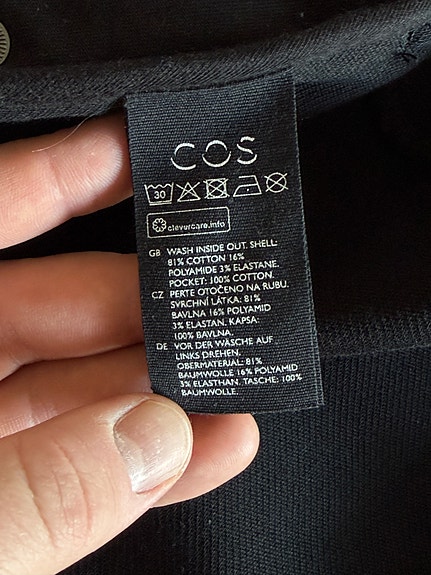 COS
30
clevercare.info
GB WASH INSIDE OUT. SHELL:
81% COTTON 16%
POLYAMIDE 3% ELASTANE.
POCKET: 100% COTTON.
CZ PERTE OTOČENO NA RUBU.
SVRCHNÍ LÁTKA: 81%
BAVLNA 16% POLYAMID
3% ELASTAN. KAPSA:
100% BAVLNA.
DE VOR DER WÄSCHE AUF
LINKS DREHEN.
OBERMATERIAL: 81%
BAUMWOLLE 16% POLYAMID
3% ELASTHAN. TASCHE: 100%
BAUMWOLLE.